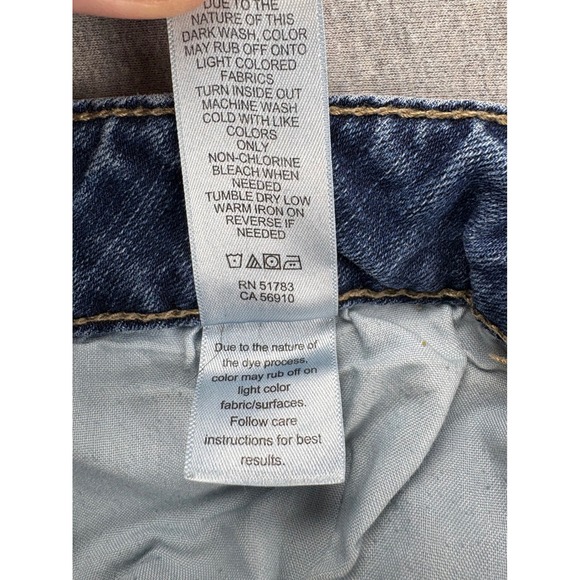 DUE TO THE
NATURE OF THIS
DARK WASH, COLOR
MAY RUB OFF ONTO
LIGHT COLORED
FABRICS
TURN INSIDE OUT
MACHINE WASH
COLD WITH LIKE
COLORS
ONLY
NON-CHLORINE
BLEACH WHEN
NEEDED
TUMBLE DRY LOW
WARM IRON ON
REVERSE IF
NEEDED
RN 51783
CA 56910
Due to the nature of
the dye process,
color may rub off on
light color
fabric/surfaces.
Follow care
instructions for best
results.